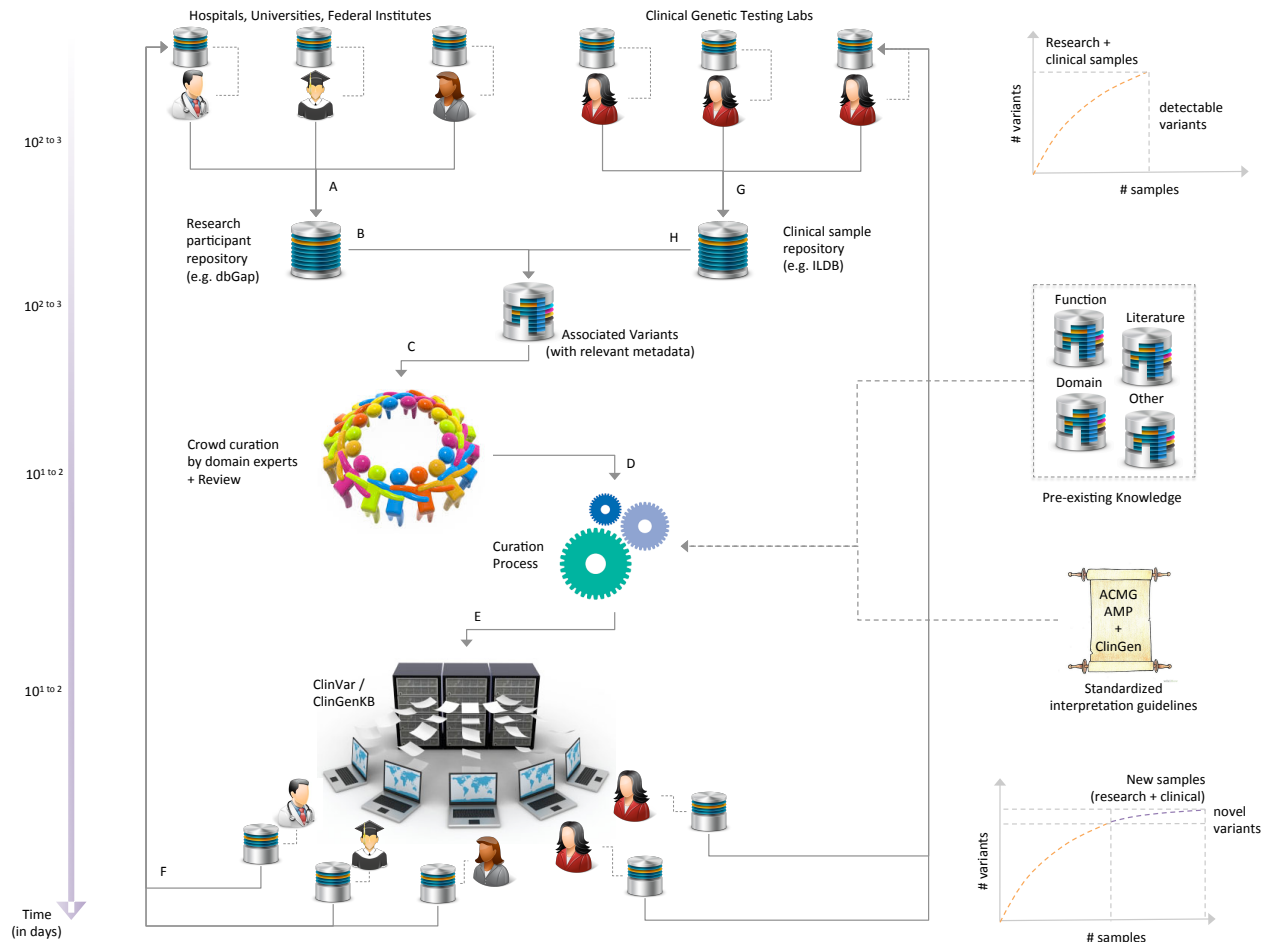 Hospitals, Universities, Federal Institutes
Clinical Genetic Testing Labs
Research +
clinical samples
# variants
detectable
variants
# samples
10² ᵗᵒ ³
A
G
Research
participant
repository
(e.g. dbGap)
B
H
Clinical sample
repository
(e.g. ILDB)
10² ᵗᵒ ³
Associated Variants
(with relevant metadata)
C
Function
Literature
Domain
Other
Pre-existing Knowledge
Crowd curation
by domain experts
+ Review
10¹ ᵗᵒ ²
D
Curation
Process
ACMG
AMP
+
ClinGen
Standardized
interpretation guidelines
E
10¹ ᵗᵒ ²
ClinVar /
ClinGenKB
New samples
(research + clinical)
novel
variants
# variants
# samples
F
Time
(in days)